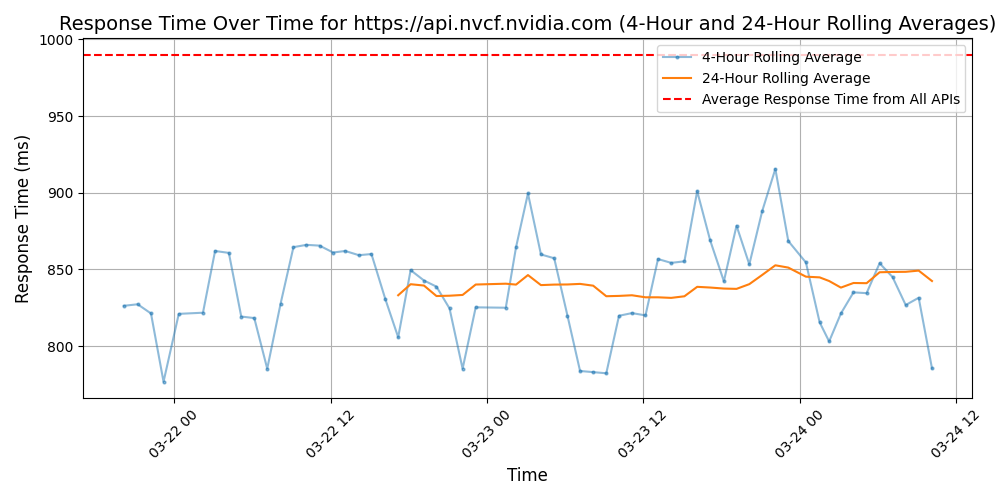 Response Time Over Time for https://api.nvcf.nvidia.com (4-Hour and 24-Hour Rolling Averages)
1000
950
900
850
800
Response Time (ms)
4-Hour Rolling Average
24-Hour Rolling Average
Average Response Time from All APIs
03-22 00
03-22 12
03-23 00
03-23 12
03-24 00
03-24 12
Time